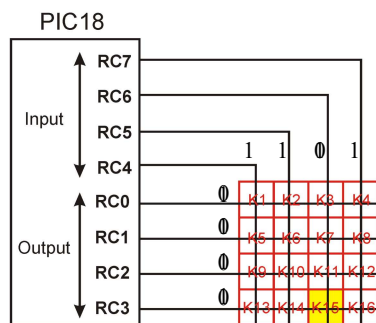 PIC18
RC7
RC6
Input
RC5
1 1 0 1
RC4
RC0 0 K1 K2 K3 K4
RC1 0 K5 K6 K7 K8
Output
RC2 0 K9 K10 K11 K12
RC3 0 K13 K14 K15 K16